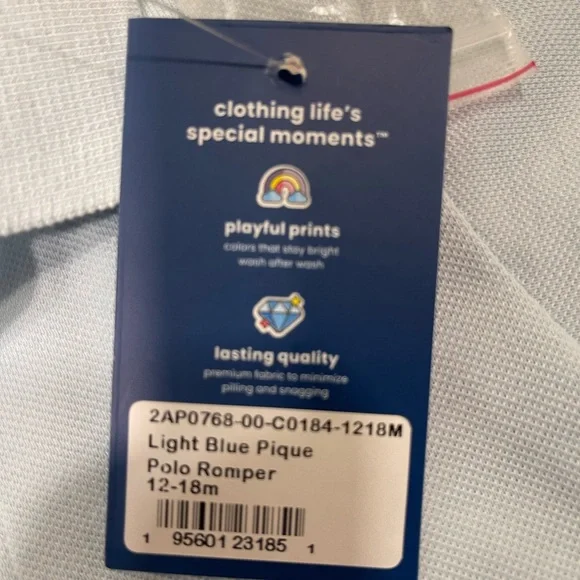 clothing life's
special moments™
playful prints
colors that stay bright
wash after wash
lasting quality
premium fabric to minimize
pilling and snagging
2AP0768-00-C0184-1218M
Light Blue Pique
Polo Romper
12-18m
1 95601 23185 1